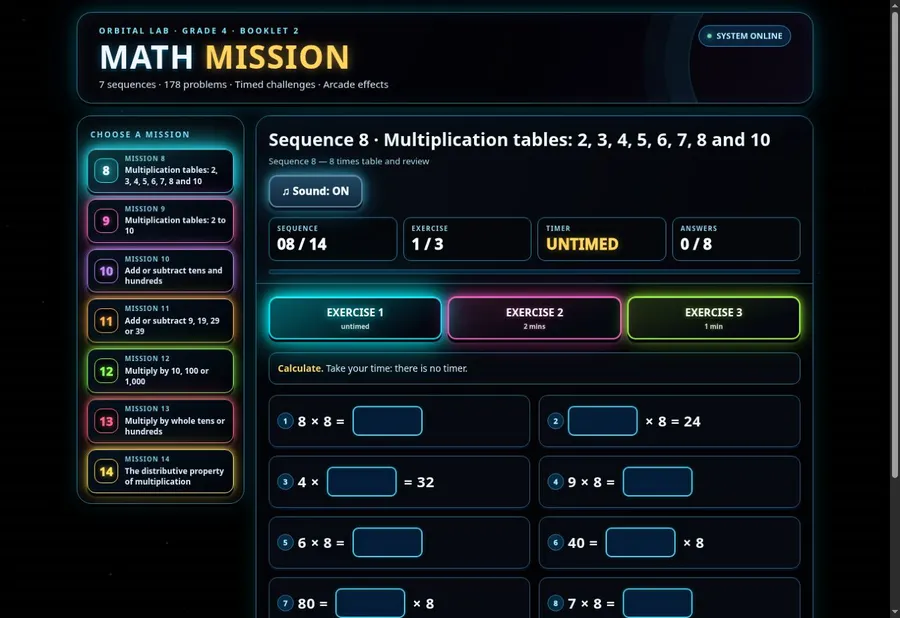 ORBITAL LAB · GRADE 4 · BOOKLET 2
MATH MISSION
7 sequences · 178 problems · Timed challenges · Arcade effects
SYSTEM ONLINE
CHOOSE A MISSION
8
MISSION 8
Multiplication tables: 2,
3, 4, 5, 6, 7, 8 and 10
9
MISSION 9
Multiplication tables: 2 to
10
10
MISSION 10
Add or subtract tens and
hundreds
11
MISSION 11
Add or subtract 9, 19, 29
or 39
12
MISSION 12
Multiply by 10, 100 or
1,000
13
MISSION 13
Multiply by whole tens or
hundreds
14
MISSION 14
The distributive property
of multiplication
Sequence 8 · Multiplication tables: 2, 3, 4, 5, 6, 7, 8 and 10
Sequence 8 — 8 times table and review
♫ Sound: ON
SEQUENCE
08 / 14
EXERCISE
1 / 3
TIMER
UNTIMED
ANSWERS
0 / 8
EXERCISE 1
untimed
EXERCISE 2
2 mins
EXERCISE 3
1 min
Calculate. Take your time: there is no timer.
1 8 × 8 =
2 × 8 = 24
3 4 × = 32
4 9 × 8 =
5 6 × 8 =
6 40 = × 8
7 80 = × 8
8 7 × 8 =